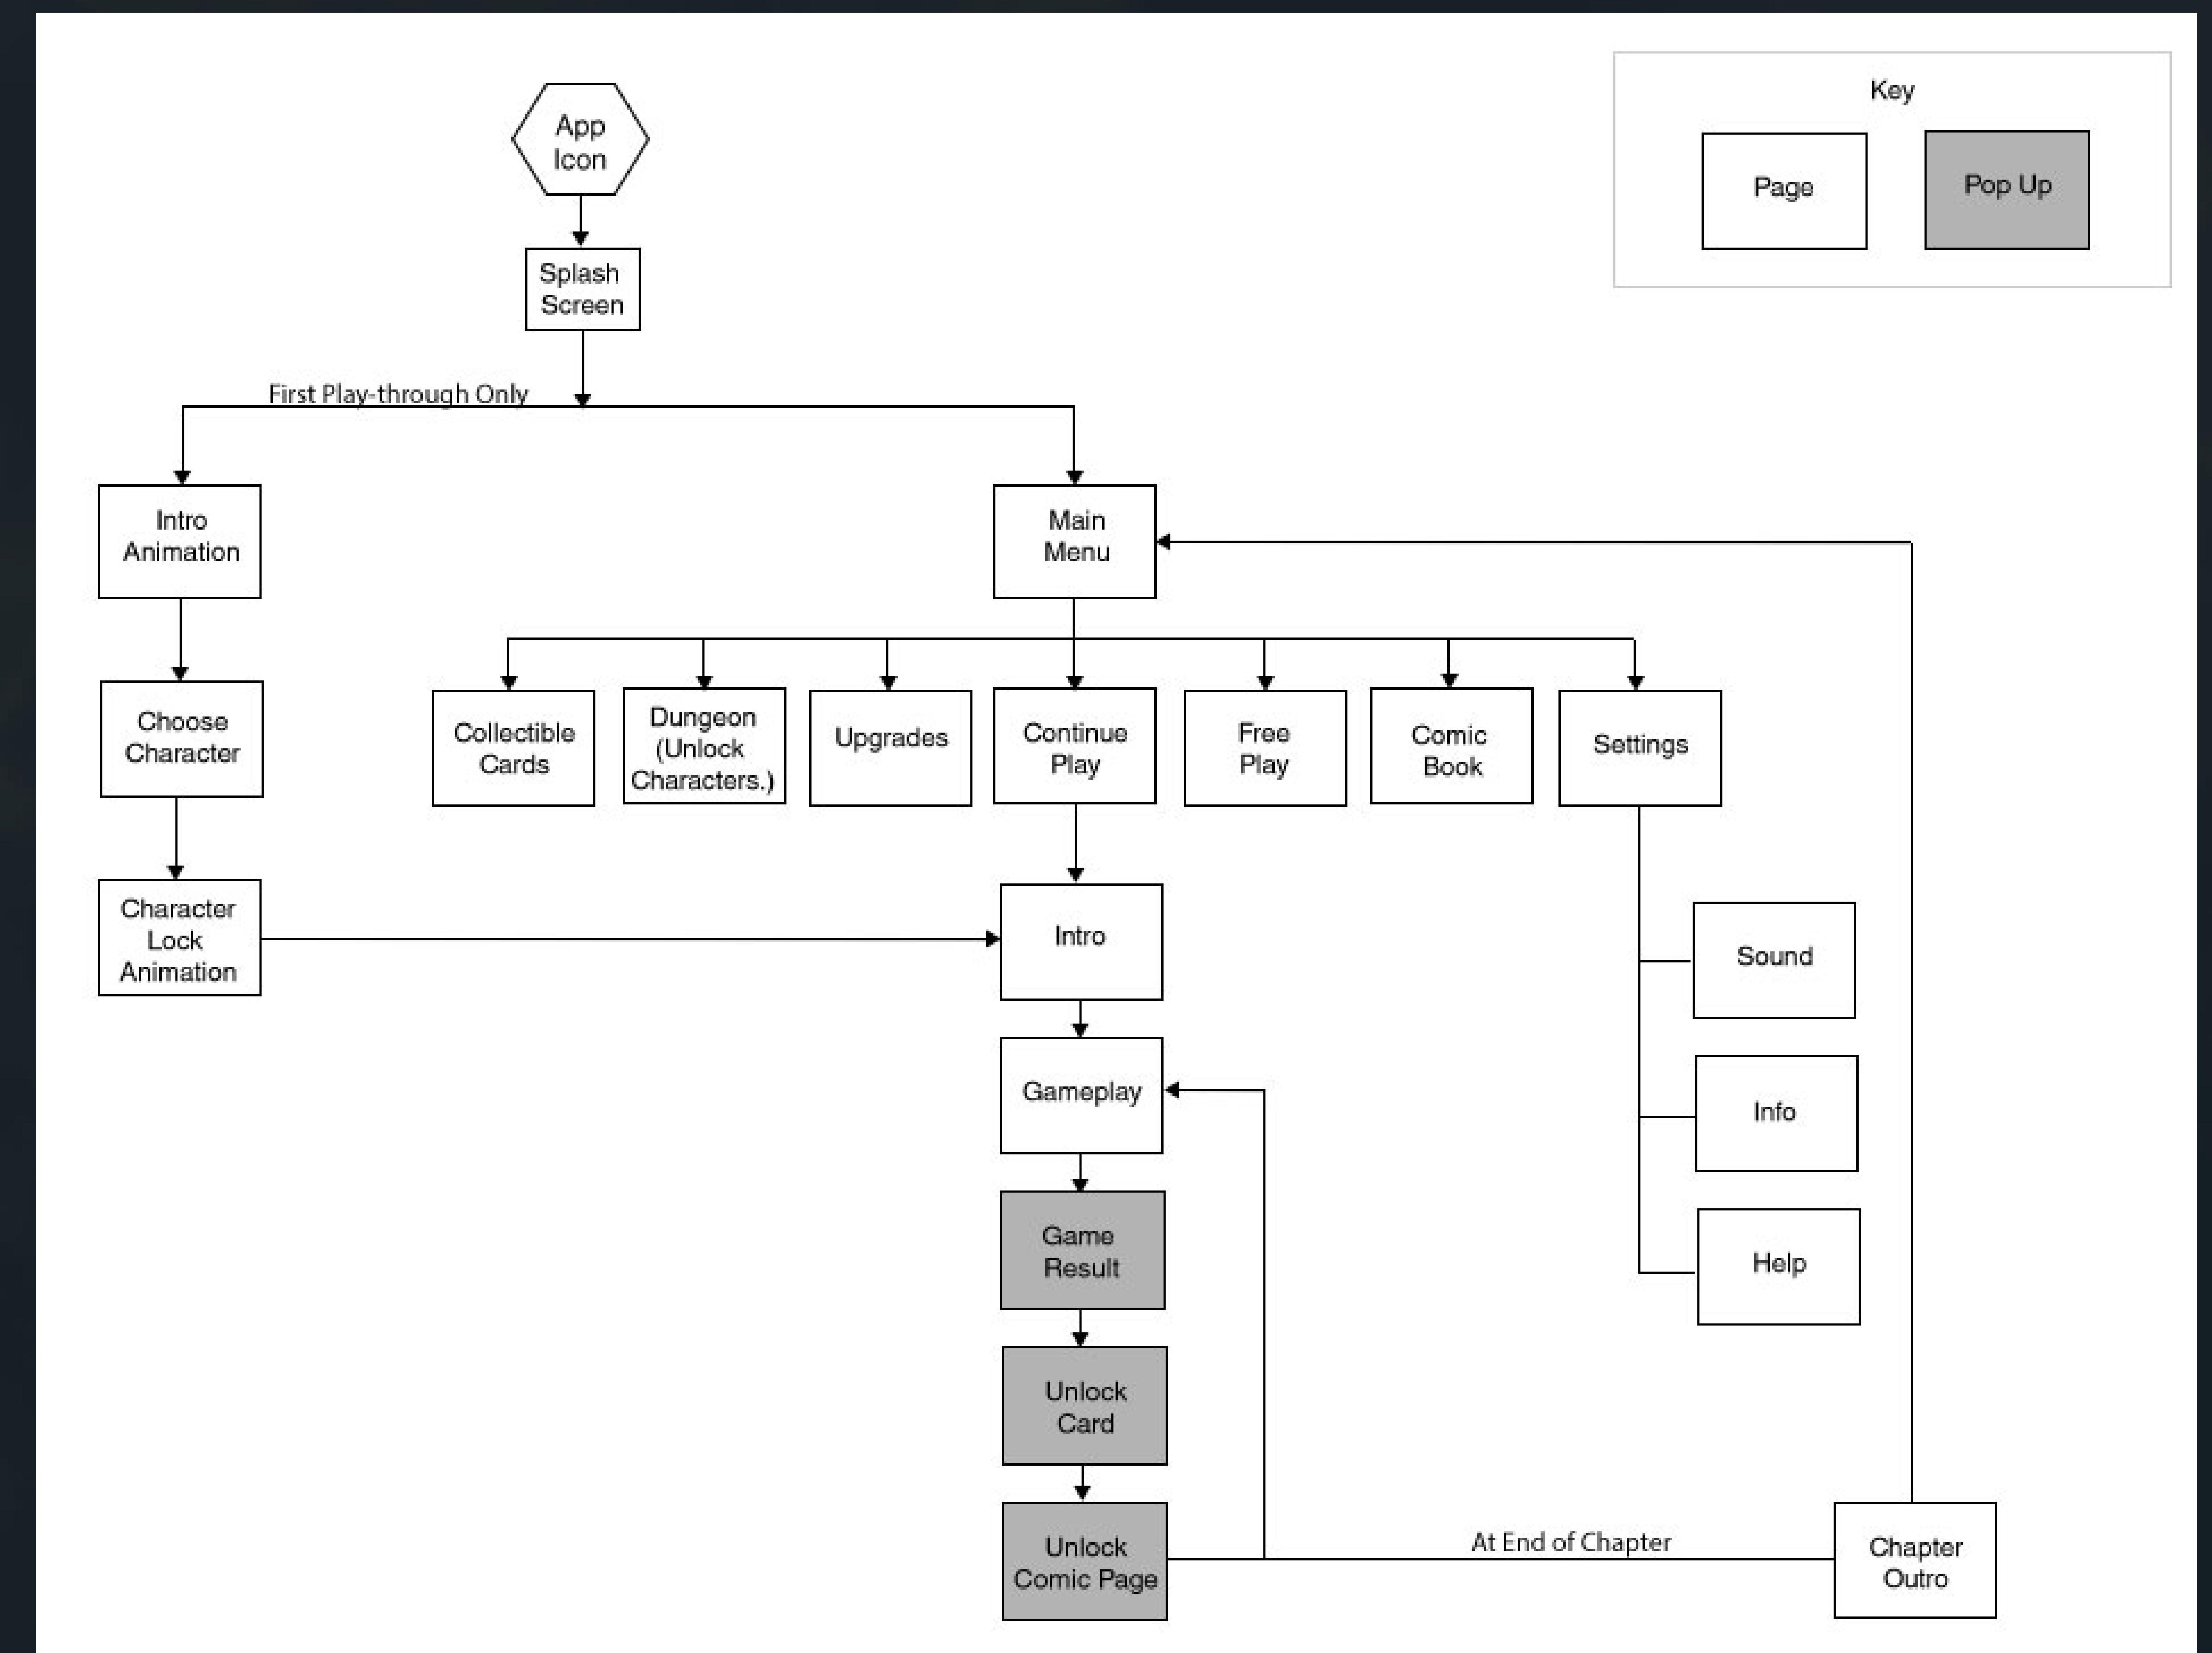 Key
Page
Pop Up
App
Icon
Splash
Screen
First Play-through Only
Intro
Animation
Main
Menu
Choose
Character
Collectible
Cards
Dungeon
(Unlock
Characters.)
Upgrades
Continue
Play
Free
Play
Comic
Book
Settings
Character
Lock
Animation
Intro
Sound
Gameplay
Info
Game
Result
Help
Unlock
Card
Unlock
Comic Page
At End of Chapter
Chapter
Outro